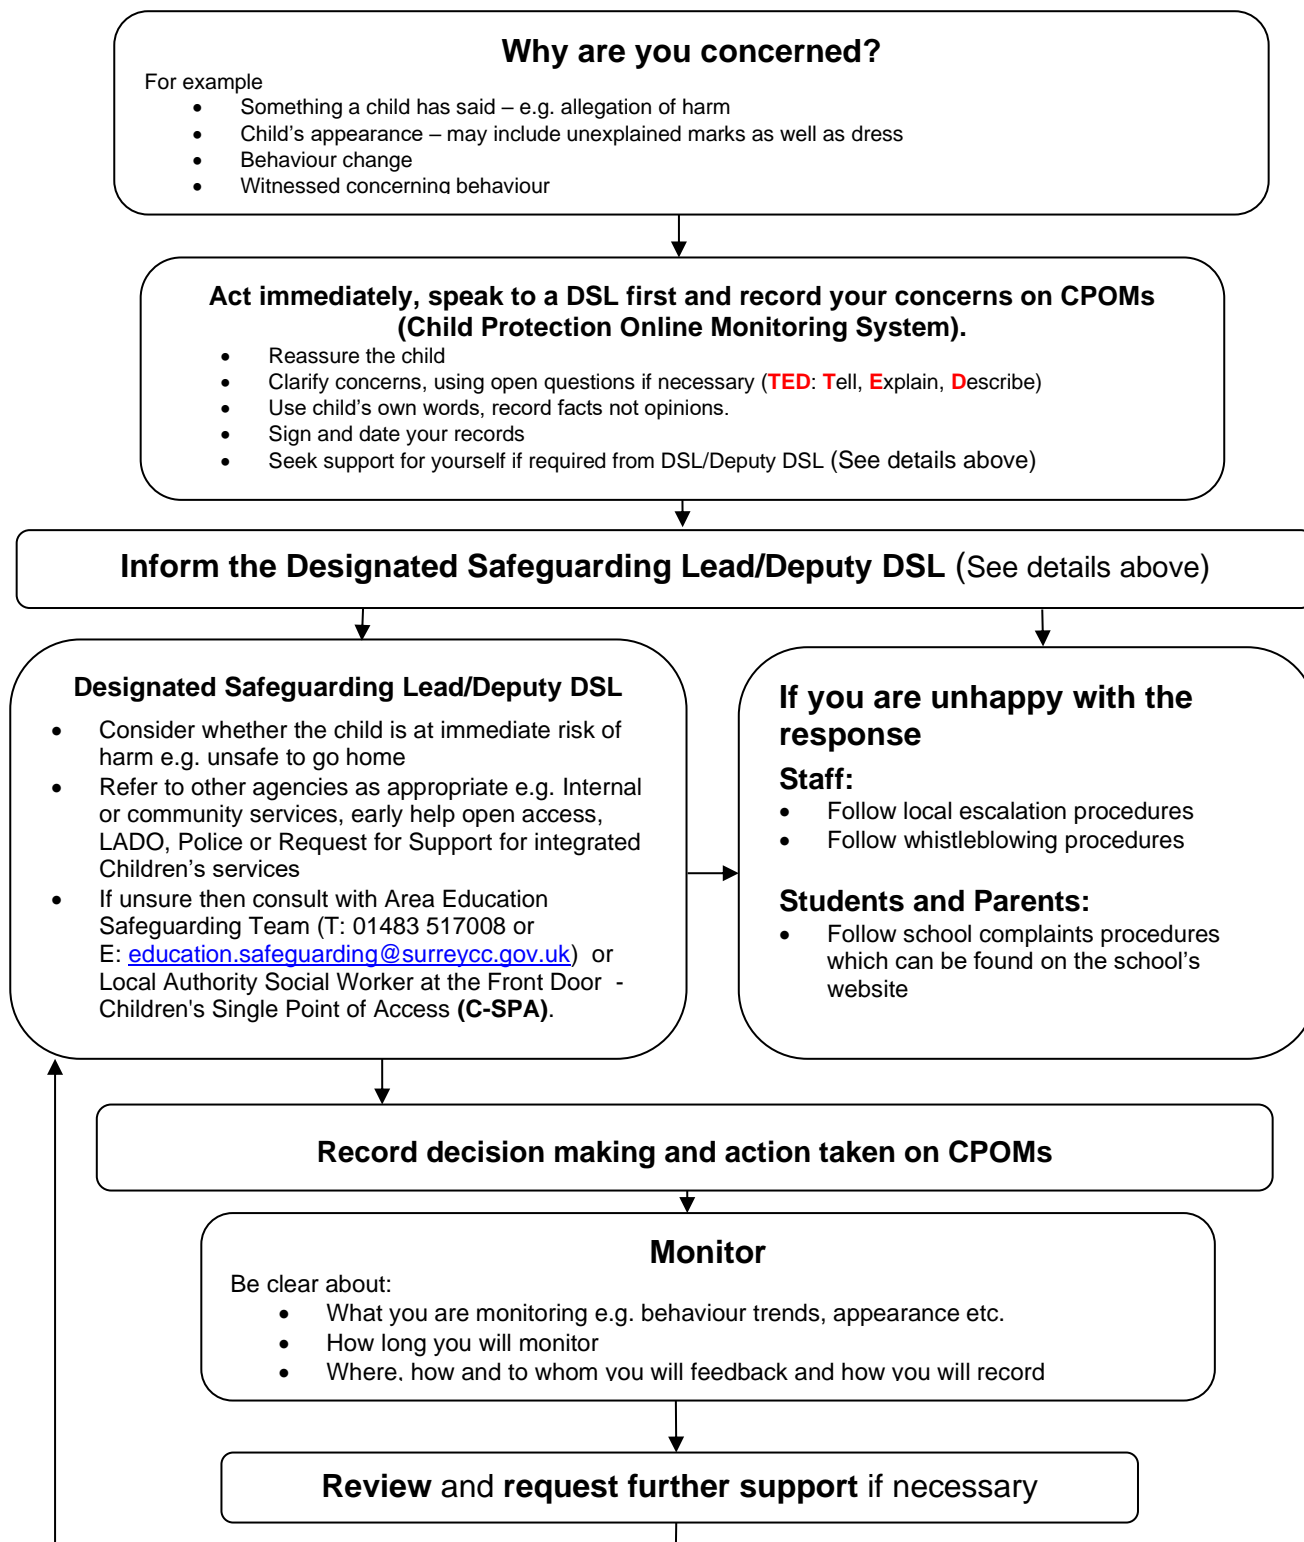 Why are you concerned?
For example
• Something a child has said – e.g. allegation of harm
• Child's appearance – may include unexplained marks as well as dress
• Behaviour change
• Witnessed concerning behaviour
Act immediately, speak to a DSL first and record your concerns on CPOMs
(Child Protection Online Monitoring System).
• Reassure the child
• Clarify concerns, using open questions if necessary (TED: Tell, Explain, Describe)
• Use child's own words, record facts not opinions.
• Sign and date your records
• Seek support for yourself if required from DSL/Deputy DSL (See details above)
Inform the Designated Safeguarding Lead/Deputy DSL (See details above)
Designated Safeguarding Lead/Deputy DSL
• Consider whether the child is at immediate risk of
harm e.g. unsafe to go home
• Refer to other agencies as appropriate e.g. Internal
or community services, early help open access,
LADO, Police or Request for Support for integrated
Children's services
• If unsure then consult with Area Education
Safeguarding Team (T: 01483 517008 or
E: education.safeguarding@surreycc.gov.uk) or
Local Authority Social Worker at the Front Door -
Children's Single Point of Access (C-SPA).
If you are unhappy with the
response
Staff:
• Follow local escalation procedures
• Follow whistleblowing procedures
Students and Parents:
• Follow school complaints procedures
which can be found on the school's
website
Record decision making and action taken on CPOMs
Monitor
Be clear about:
• What you are monitoring e.g. behaviour trends, appearance etc.
• How long you will monitor
• Where, how and to whom you will feedback and how you will record
Review and request further support if necessary